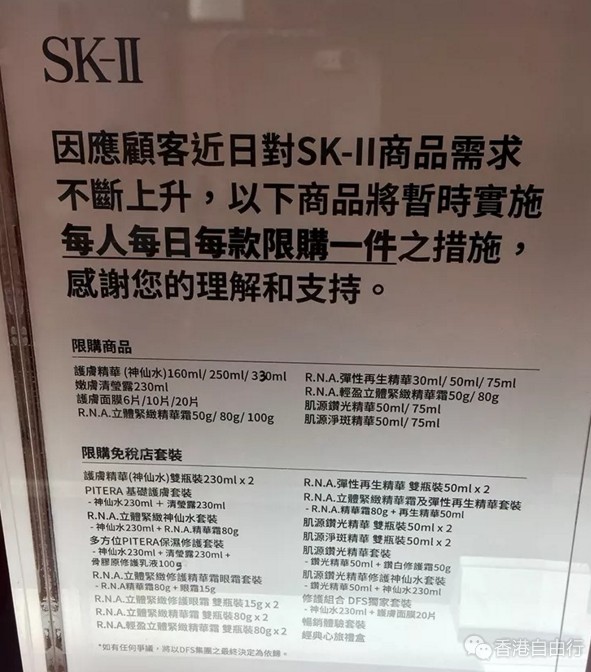 SK-II
因應顧客近日對SK-II商品需求
不斷上升，以下商品將暫時實施
每人每日每款限購一件之措施，
感謝您的理解和支持。
限購商品
護膚精華 (神仙水)160ml/ 250ml/ 330ml
嫩膚清瑩露230ml
護膚面膜6片/10片/20片
R.N.A.立體緊緻精華霜50g/ 80g/ 100g
R.N.A.彈性再生精華30ml/ 50ml/ 75ml
R.N.A.輕盈立體緊緻精華霜50g/ 80g
肌源鑽光精華50ml/ 75ml
肌源淨斑精華50ml/ 75ml
限購免稅店套裝
護膚精華(神仙水)雙瓶裝230ml x 2
PITERA 基礎護膚套裝
- 神仙水230ml + 清瑩露230ml
R.N.A.立體緊緻神仙水套裝
- 神仙水230ml + R.N.A.精華霜80g
多方位PITERA保濕修護套裝
- 神仙水230ml + 清瑩露230ml +
骨膠原修護乳液100g
R.N.A.立體緊緻修護精華霜眼霜套裝
- R.N.A精華霜80g + 眼霜15g
R.N.A.立體緊緻修護眼霜 雙瓶裝15g x 2
R.N.A.立體緊緻精華霜 雙瓶裝80g x 2
R.N.A.輕盈立體緊緻精華霜 雙瓶裝80g x 2
R.N.A.彈性再生精華 雙瓶裝50ml x 2
R.N.A.立體緊緻精華霜及彈性再生精華套裝
- R.N.A.精華霜80g + 再生精華50ml
肌源鑽光精華 雙瓶裝50ml x 2
肌源淨斑精華 雙瓶裝50ml x 2
肌源鑽光精華套裝
- 鑽光精華50ml + 鑽白修護霜50g
肌源鑽光精華修護神仙水套裝
- 鑽光精華50ml + 神仙水230ml
修護組合 DFS獨家套裝
- 神仙水230ml + 護膚面膜20片
暢銷體驗套裝
經典心旅禮盒
*如有任何爭議，將以DFS集團之最終決定為依歸。
香港自由行